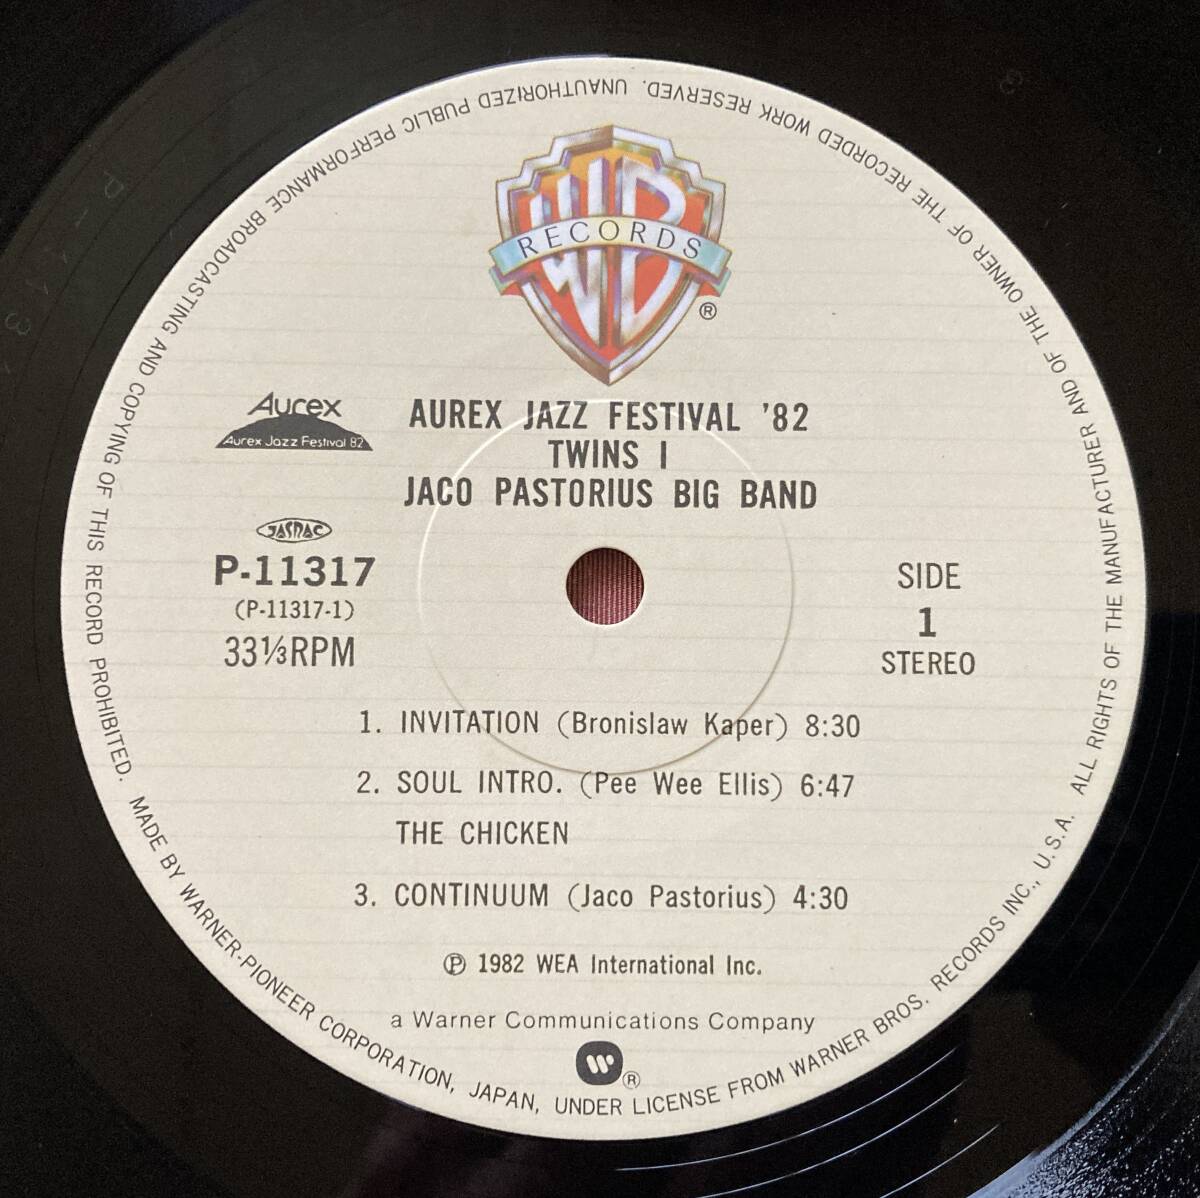 WB
RECORDS
®
AUREX JAZZ FESTIVAL '82
TWINS I
JACO PASTORIUS BIG BAND
Aurex
Aurex Jazz Festival 82
JASRAC
P-11317
(P-11317-1)
33⅓RPM
SIDE
1
STEREO
1. INVITATION (Bronislaw Kaper) 8:30
2. SOUL INTRO. (Pee Wee Ellis) 6:47
THE CHICKEN
3. CONTINUUM (Jaco Pastorius) 4:30
℗ 1982 WEA International Inc.
a Warner Communications Company
®
MADE BY WARNER-PIONEER CORPORATION, JAPAN, UNDER LICENSE FROM WARNER BROS. RECORDS INC., U.S.A. ALL RIGHTS OF THE MANUFACTURER AND OF THE OWNER OF THE RECORDED WORK RESERVED. UNAUTHORIZED PUBLIC PERFORMANCE BROADCASTING AND COPYING OF THIS RECORD PROHIBITED.